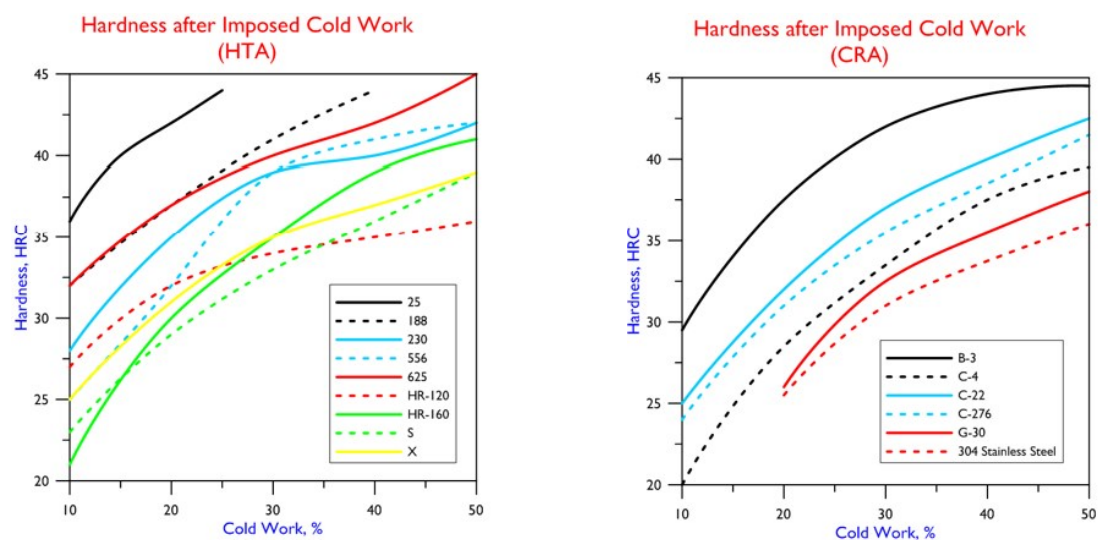 Hardness after Imposed Cold Work
(HTA)
45
40
35
30
25
20
Hardness, HRC
10
20
30
40
50
Cold Work, %
25
188
230
556
625
HR-120
HR-160
S
X
Hardness after Imposed Cold Work
(CRA)
45
40
35
30
25
20
Hardness, HRC
10
20
30
40
50
Cold Work, %
B-3
C-4
C-22
C-276
G-30
304 Stainless Steel